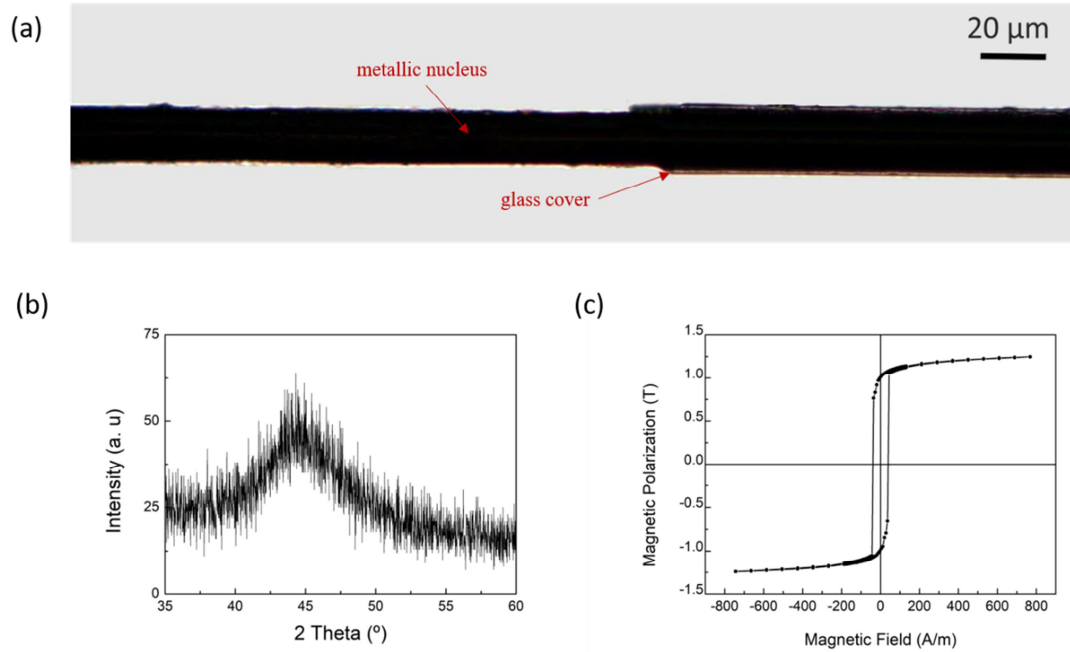 (a)
20 μm
metallic nucleus
glass cover
(b)
75
50
25
0
Intensity (a. u)
35 40 45 50 55 60
2 Theta (º)
(c)
1.5
1.0
0.5
0.0
-0.5
-1.0
-1.5
Magnetic Polarization (T)
-800 -600 -400 -200 0 200 400 600 800
Magnetic Field (A/m)